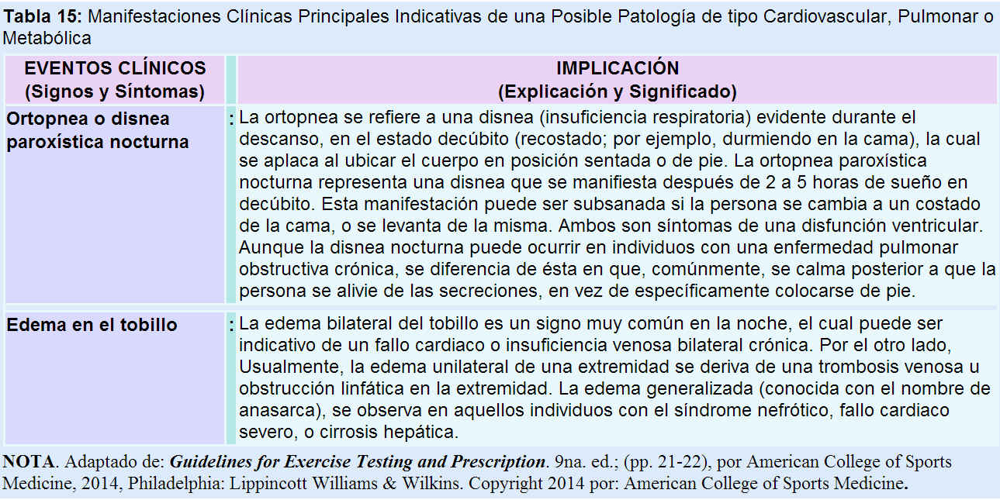 Tabla 15: Manifestaciones Clínicas Principales Indicativas de una Posible Patología de tipo Cardiovascular, Pulmonar o
Metabólica
EVENTOS CLÍNICOS
(Signos y Síntomas)
IMPLICACIÓN
(Explicación y Significado)
Ortopnea o disnea
paroxística nocturna
:
La ortopnea se refiere a una disnea (insuficiencia respiratoria) evidente durante el
descanso, en el estado decúbito (recostado; por ejemplo, durmiendo en la cama), la cual
se aplaca al ubicar el cuerpo en posición sentada o de pie. La ortopnea paroxística
nocturna representa una disnea que se manifiesta después de 2 a 5 horas de sueño en
decúbito. Esta manifestación puede ser subsanada si la persona se cambia a un costado
de la cama, o se levanta de la misma. Ambos son síntomas de una disfunción ventricular.
Aunque la disnea nocturna puede ocurrir en individuos con una enfermedad pulmonar
obstructiva crónica, se diferencia de ésta en que, comúnmente, se calma posterior a que la
persona se alivie de las secreciones, en vez de específicamente colocarse de pie.
Edema en el tobillo
:
La edema bilateral del tobillo es un signo muy común en la noche, el cual puede ser
indicativo de un fallo cardiaco o insuficiencia venosa bilateral crónica. Por el otro lado,
Usualmente, la edema unilateral de una extremidad se deriva de una trombosis venosa u
obstrucción linfática en la extremidad. La edema generalizada (conocida con el nombre de
anasarca), se observa en aquellos individuos con el síndrome nefrótico, fallo cardiaco
severo, o cirrosis hepática.
NOTA. Adaptado de: Guidelines for Exercise Testing and Prescription. 9na. ed.; (pp. 21-22), por American College of Sports
Medicine, 2014, Philadelphia: Lippincott Williams & Wilkins. Copyright 2014 por: American College of Sports Medicine.